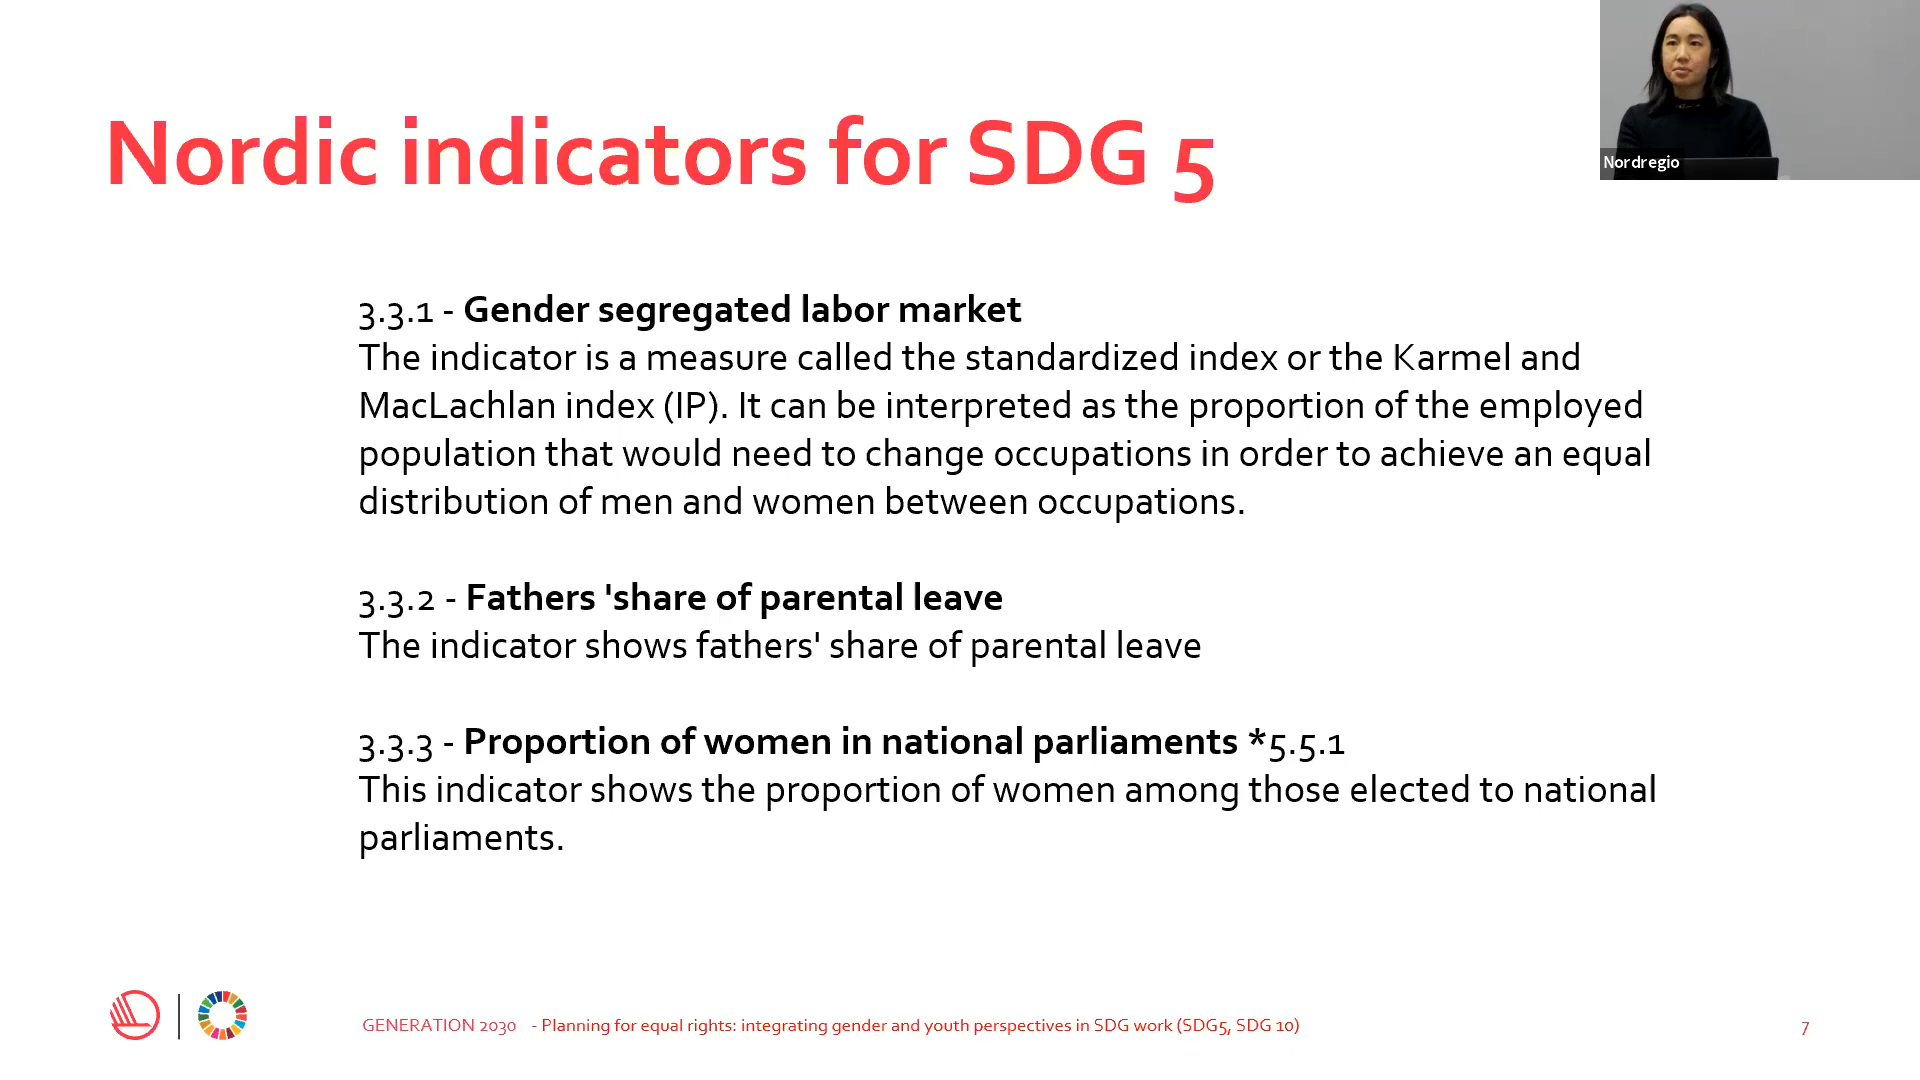 Nordic indicators for SDG 5
Nordregio
3.3.1 - Gender segregated labor market
The indicator is a measure called the standardized index or the Karmel and
MacLachlan index (IP). It can be interpreted as the proportion of the employed
population that would need to change occupations in order to achieve an equal
distribution of men and women between occupations.
3.3.2 - Fathers 'share of parental leave
The indicator shows fathers' share of parental leave
3.3.3 - Proportion of women in national parliaments *5.5.1
This indicator shows the proportion of women among those elected to national
parliaments.
GENERATION 2030 - Planning for equal rights: integrating gender and youth perspectives in SDG work (SDG5, SDG 10)
7